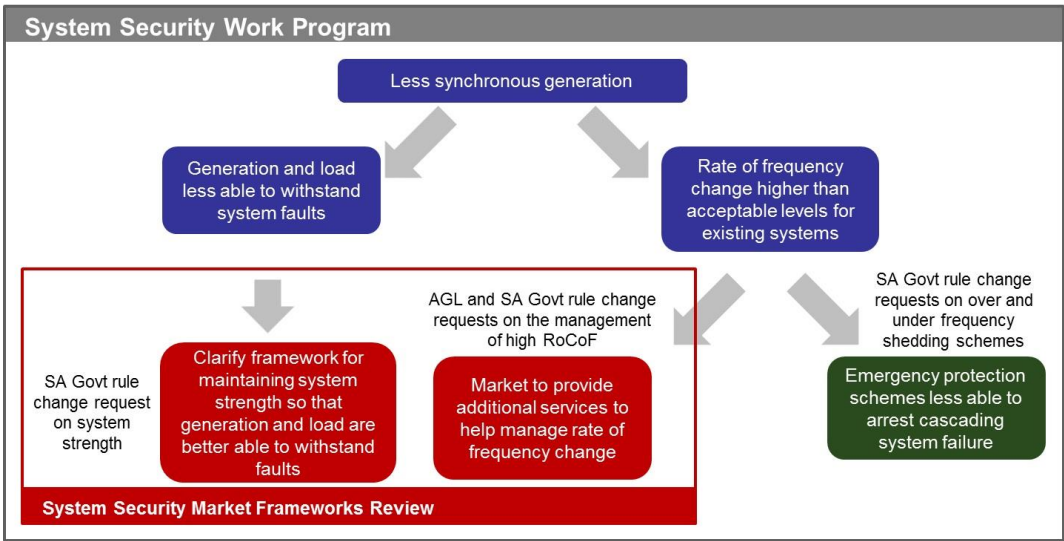 System Security Work Program
Less synchronous generation
Generation and load
less able to withstand
system faults
Rate of frequency
change higher than
acceptable levels for
existing systems
SA Govt rule
change request
on system
strength
Clarify framework for
maintaining system
strength so that
generation and load are
better able to withstand
faults
AGL and SA Govt rule change
requests on the management
of high RoCoF
Market to provide
additional services to
help manage rate of
frequency change
SA Govt rule change
requests on over and
under frequency
shedding schemes
Emergency protection
schemes less able to
arrest cascading
system failure
System Security Market Frameworks Review